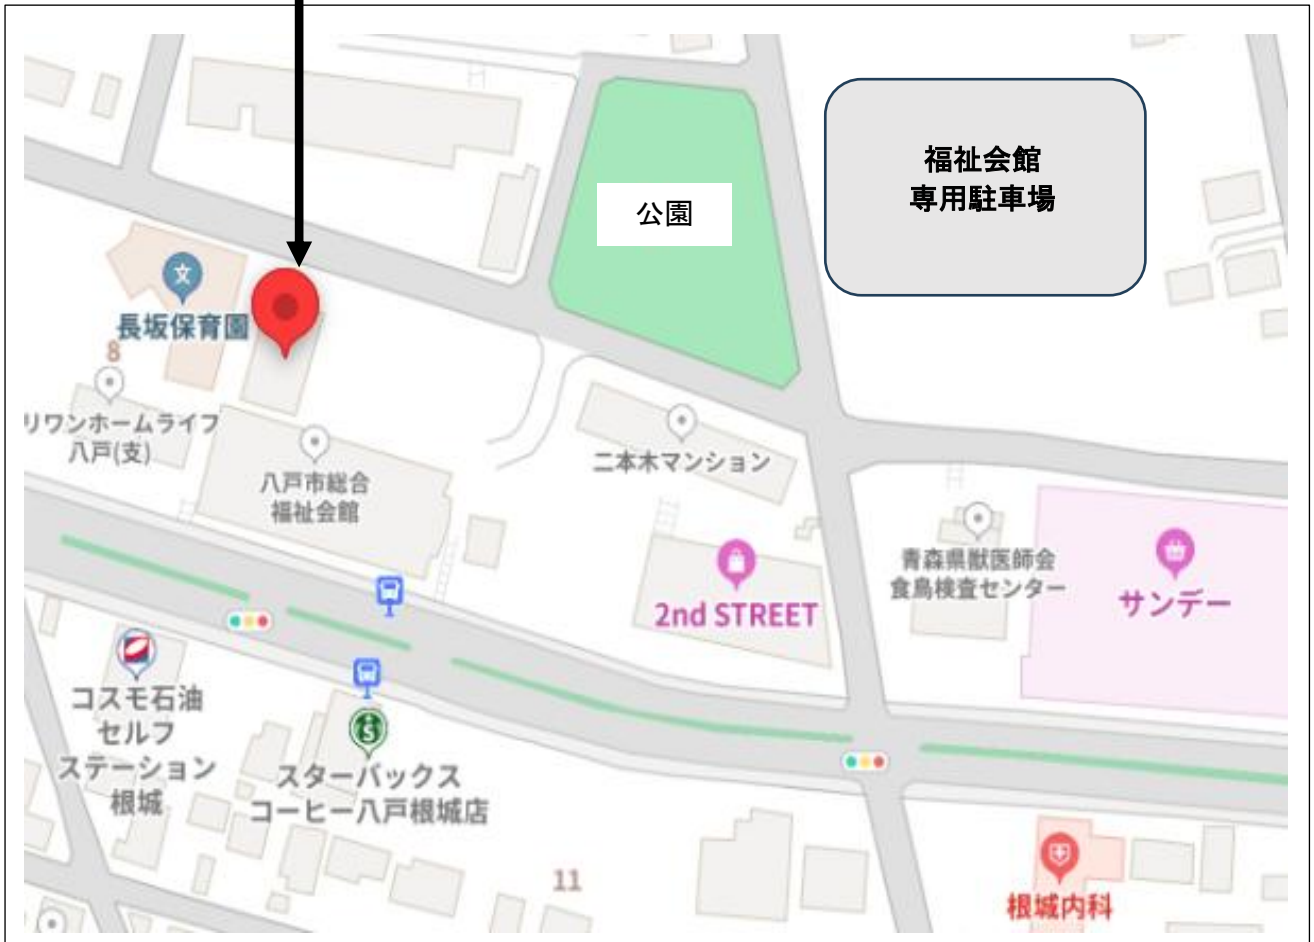 福祉会館
専用駐車場
公園
文
長坂保育園
8
リワンホームライフ
八戸(支)
八戸市総合
福祉会館
二本木マンション
2nd STREET
青森県獣医師会
食鳥検査センター
サンデー
コスモ石油
セルフ
ステーション
根城
スターバックス
コーヒー八戸根城店
11
根城内科